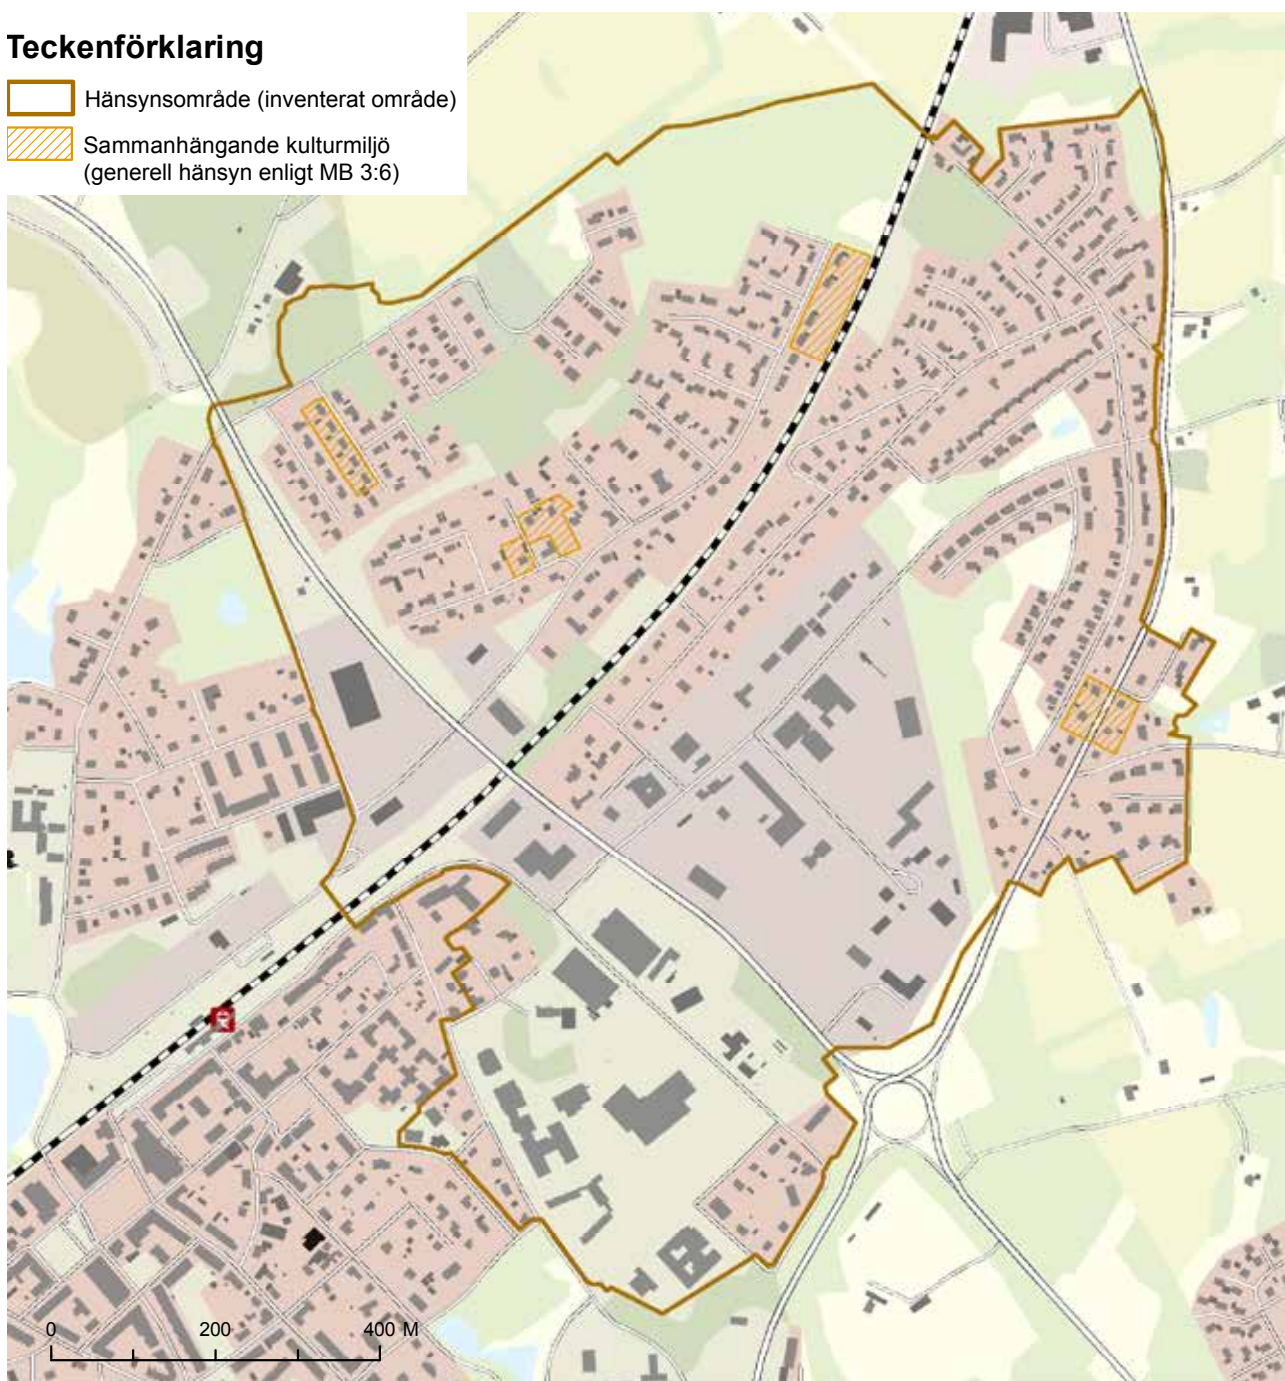 Teckenförklaring
Hänsynsområde (inventerat område)
Sammanhängande kulturmiljö
(generell hänsyn enligt MB 3:6)
0 200 400 M